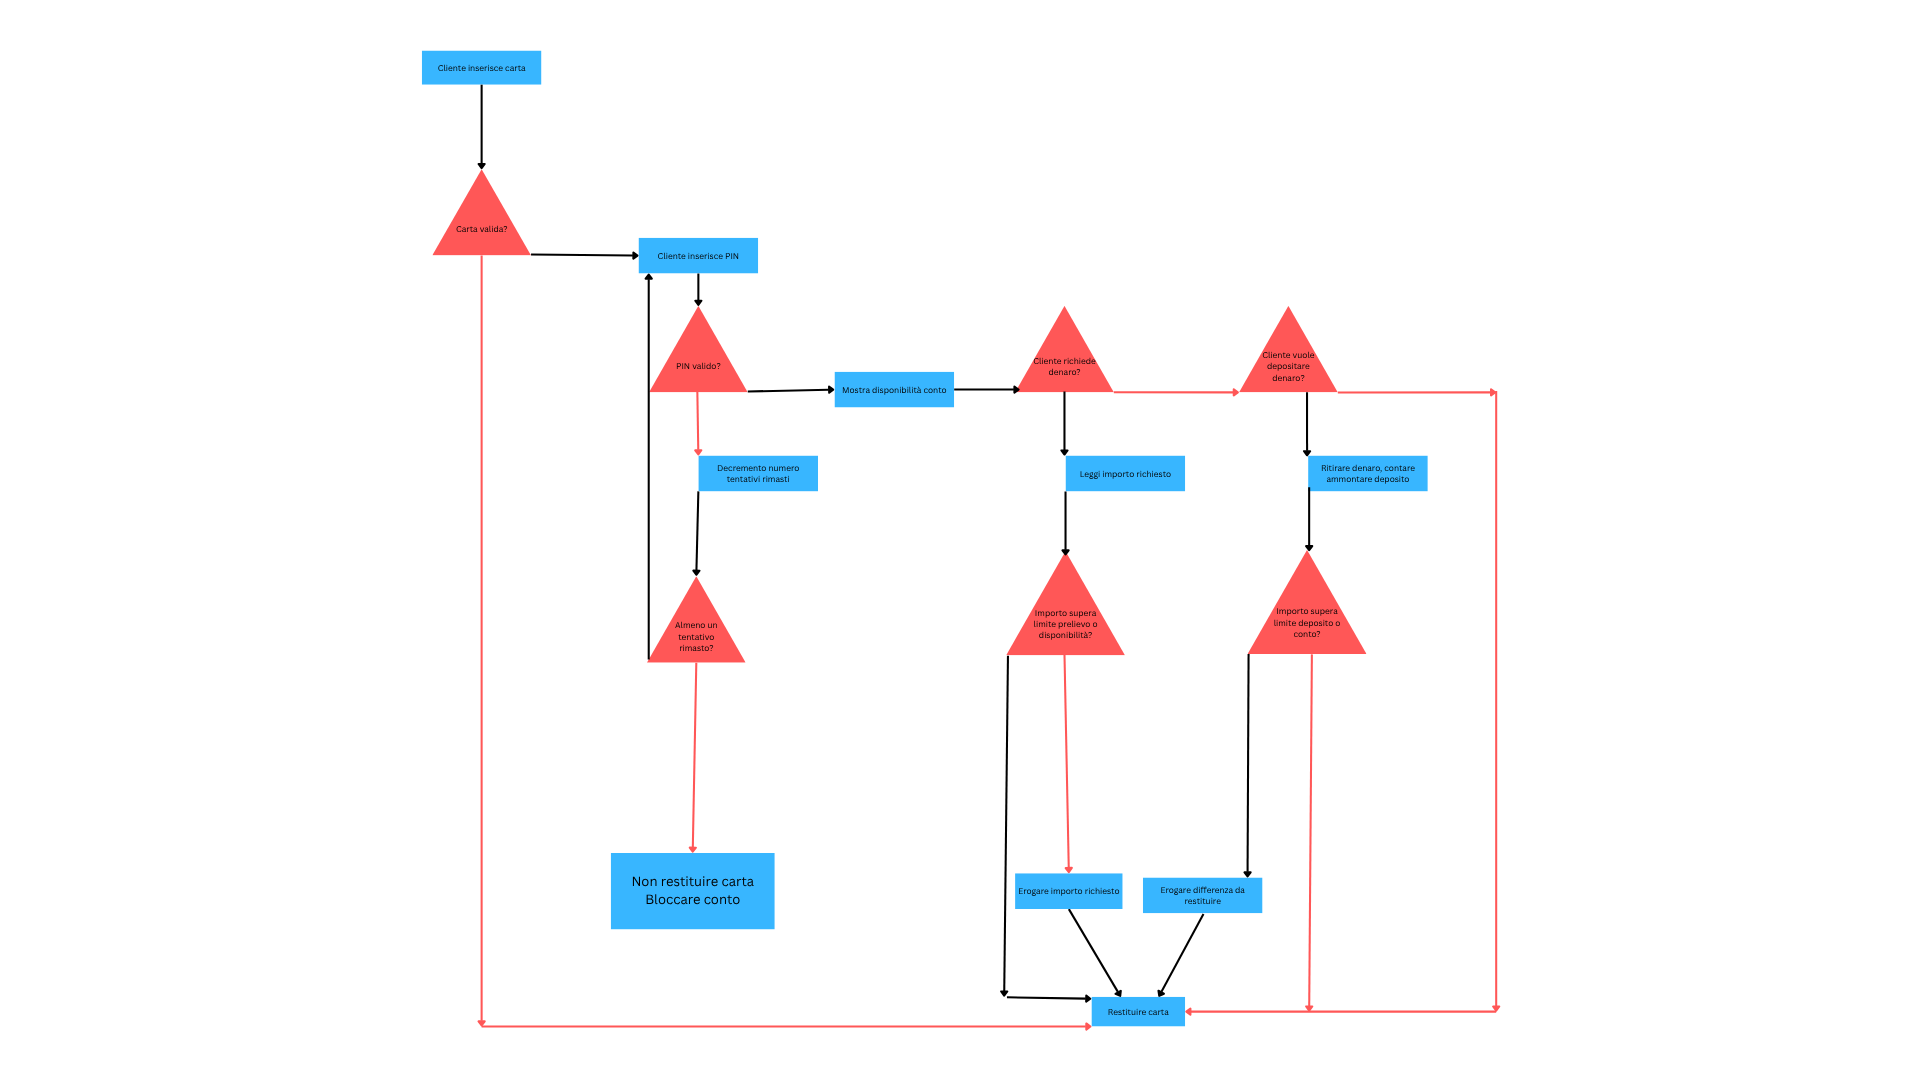 Cliente inserisce carta
Carta valida?
Cliente inserisce PIN
PIN valido?
Mostra disponibilità conto
Cliente richiede
denaro?
Cliente vuole
depositare
denaro?
Decremento numero
tentativi rimasti
Leggi importo richiesto
Ritirare denaro, contare
ammontare deposito
Almeno un
tentativo
rimasto?
Importo supera
limite prelievo o
disponibilità?
Importo supera
limite deposito o
conto?
Non restituire carta
Bloccare conto
Erogare importo richiesto
Erogare differenza da
restituire
Restituire carta